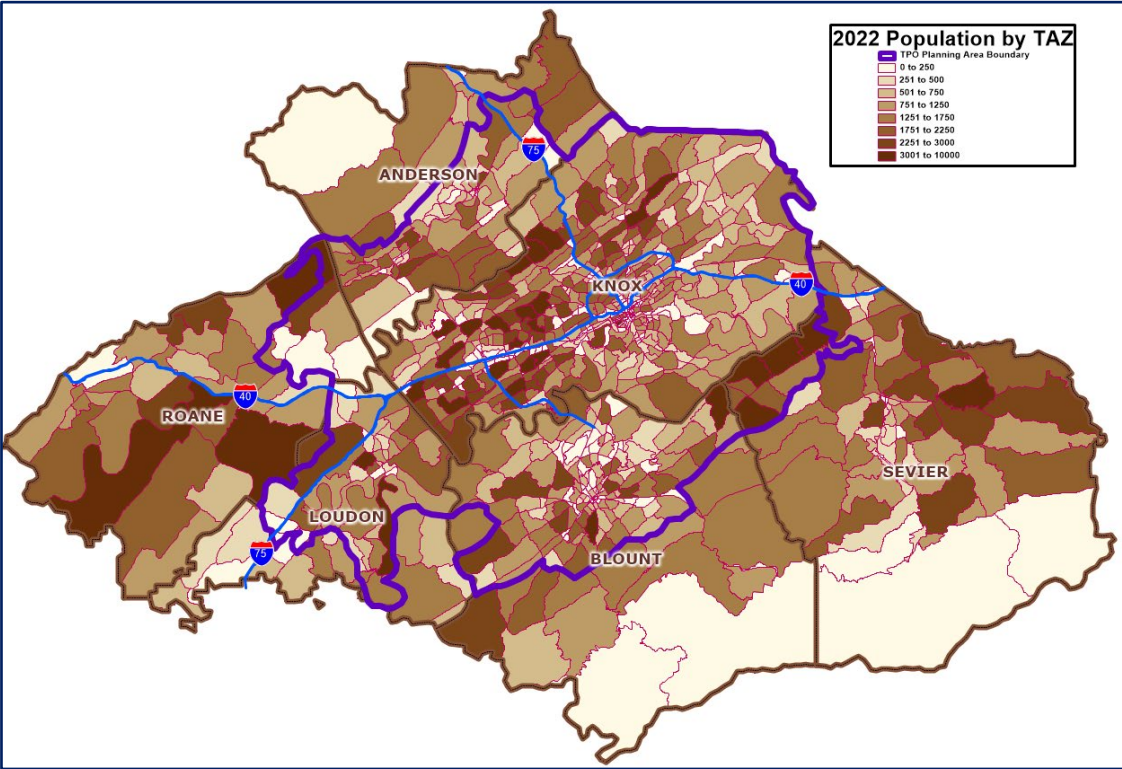 2022 Population by TAZ
TPO Planning Area Boundary
0 to 250
251 to 500
501 to 750
751 to 1250
1251 to 1750
1751 to 2250
2251 to 3000
3001 to 10000
75
ANDERSON
KNOX
40
40
ROANE
SEVIER
LOUDON
75
BLOUNT